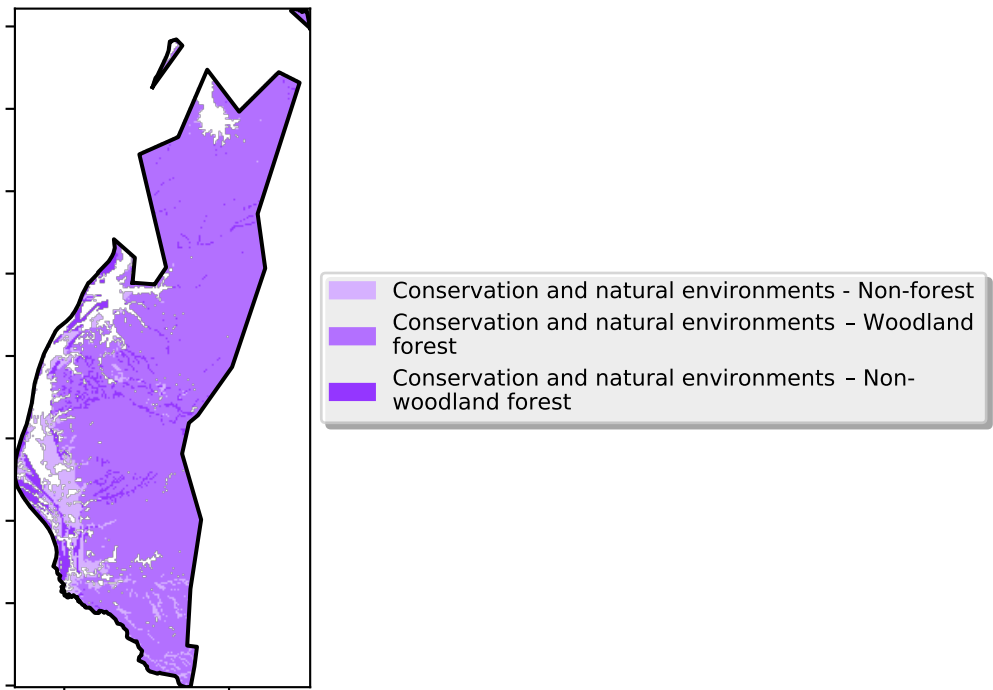 Conservation and natural environments - Non-forest
Conservation and natural environments – Woodland
forest
Conservation and natural environments – Non-
woodland forest